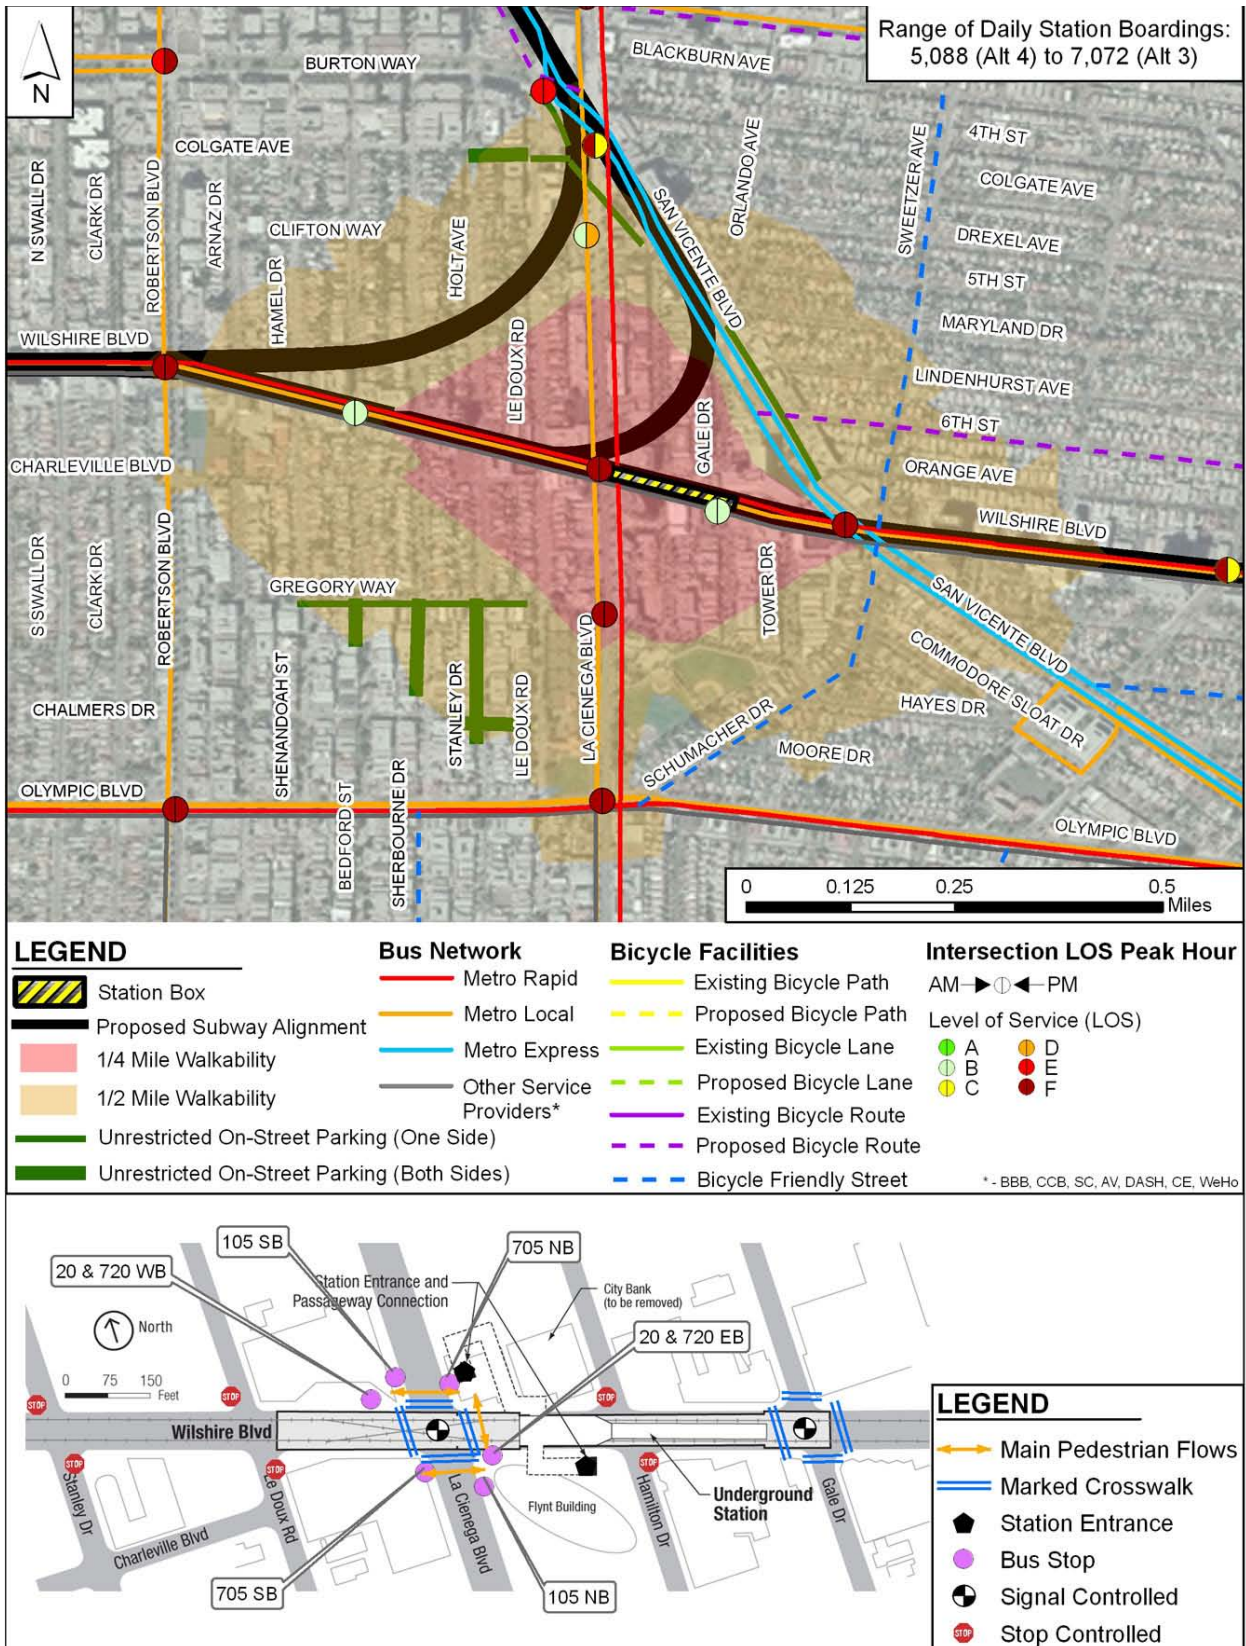 Range of Daily Station Boardings:
5,088 (Alt 4) to 7,072 (Alt 3)
N
BURTON WAY
BLACKBURN AVE
4TH ST
COLGATE AVE
COLGATE AVE
N SWALL DR
CLARK DR
ROBERTSON BLVD
ARNAZ DR
CLIFTON WAY
HAMEL DR
HOLT AVE
LE DOUX RD
SAN VICENTE BLVD
ORLANDO AVE
SWEETZER AVE
DREXEL AVE
5TH ST
MARYLAND DR
WILSHIRE BLVD
LINDENHURST AVE
6TH ST
GALE DR
ORANGE AVE
CHARLEVILLE BLVD
WILSHIRE BLVD
S SWALL DR
CLARK DR
ROBERTSON BLVD
GREGORY WAY
TOWER DR
SAN VICENTE BLVD
COMMODORE SLOAT DR
SHENANDOAH ST
STANLEY DR
LE DOUX RD
LA CIENEGA BLVD
SCHUMACHER DR
HAYES DR
CHALMERS DR
MOORE DR
OLYMPIC BLVD
BEDFORD ST
SHERBOURNE DR
OLYMPIC BLVD
0 0.125 0.25 0.5
Miles
LEGEND
Station Box
Proposed Subway Alignment
1/4 Mile Walkability
1/2 Mile Walkability
Unrestricted On-Street Parking (One Side)
Unrestricted On-Street Parking (Both Sides)
Bus Network
Metro Rapid
Metro Local
Metro Express
Other Service
Providers*
Bicycle Facilities
Existing Bicycle Path
Proposed Bicycle Path
Existing Bicycle Lane
Proposed Bicycle Lane
Existing Bicycle Route
Proposed Bicycle Route
Bicycle Friendly Street
Intersection LOS Peak Hour
AM PM
Level of Service (LOS)
A D
B E
C F
* - BBB, CCB, SC, AV, DASH, CE, WeHo
105 SB
705 NB
20 & 720 WB
Station Entrance and
Passageway Connection
City Bank
(to be removed)
20 & 720 EB
North
0 75 150
Feet
STOP
STOP
STOP
Wilshire Blvd
STOP
STOP
STOP
Stanley Dr
Le Doux Rd
La Cienega Blvd
Hamilton Dr
Gale Dr
Charleville Blvd
Flynt Building
Underground
Station
705 SB
105 NB
LEGEND
Main Pedestrian Flows
Marked Crosswalk
Station Entrance
Bus Stop
Signal Controlled
STOP Stop Controlled